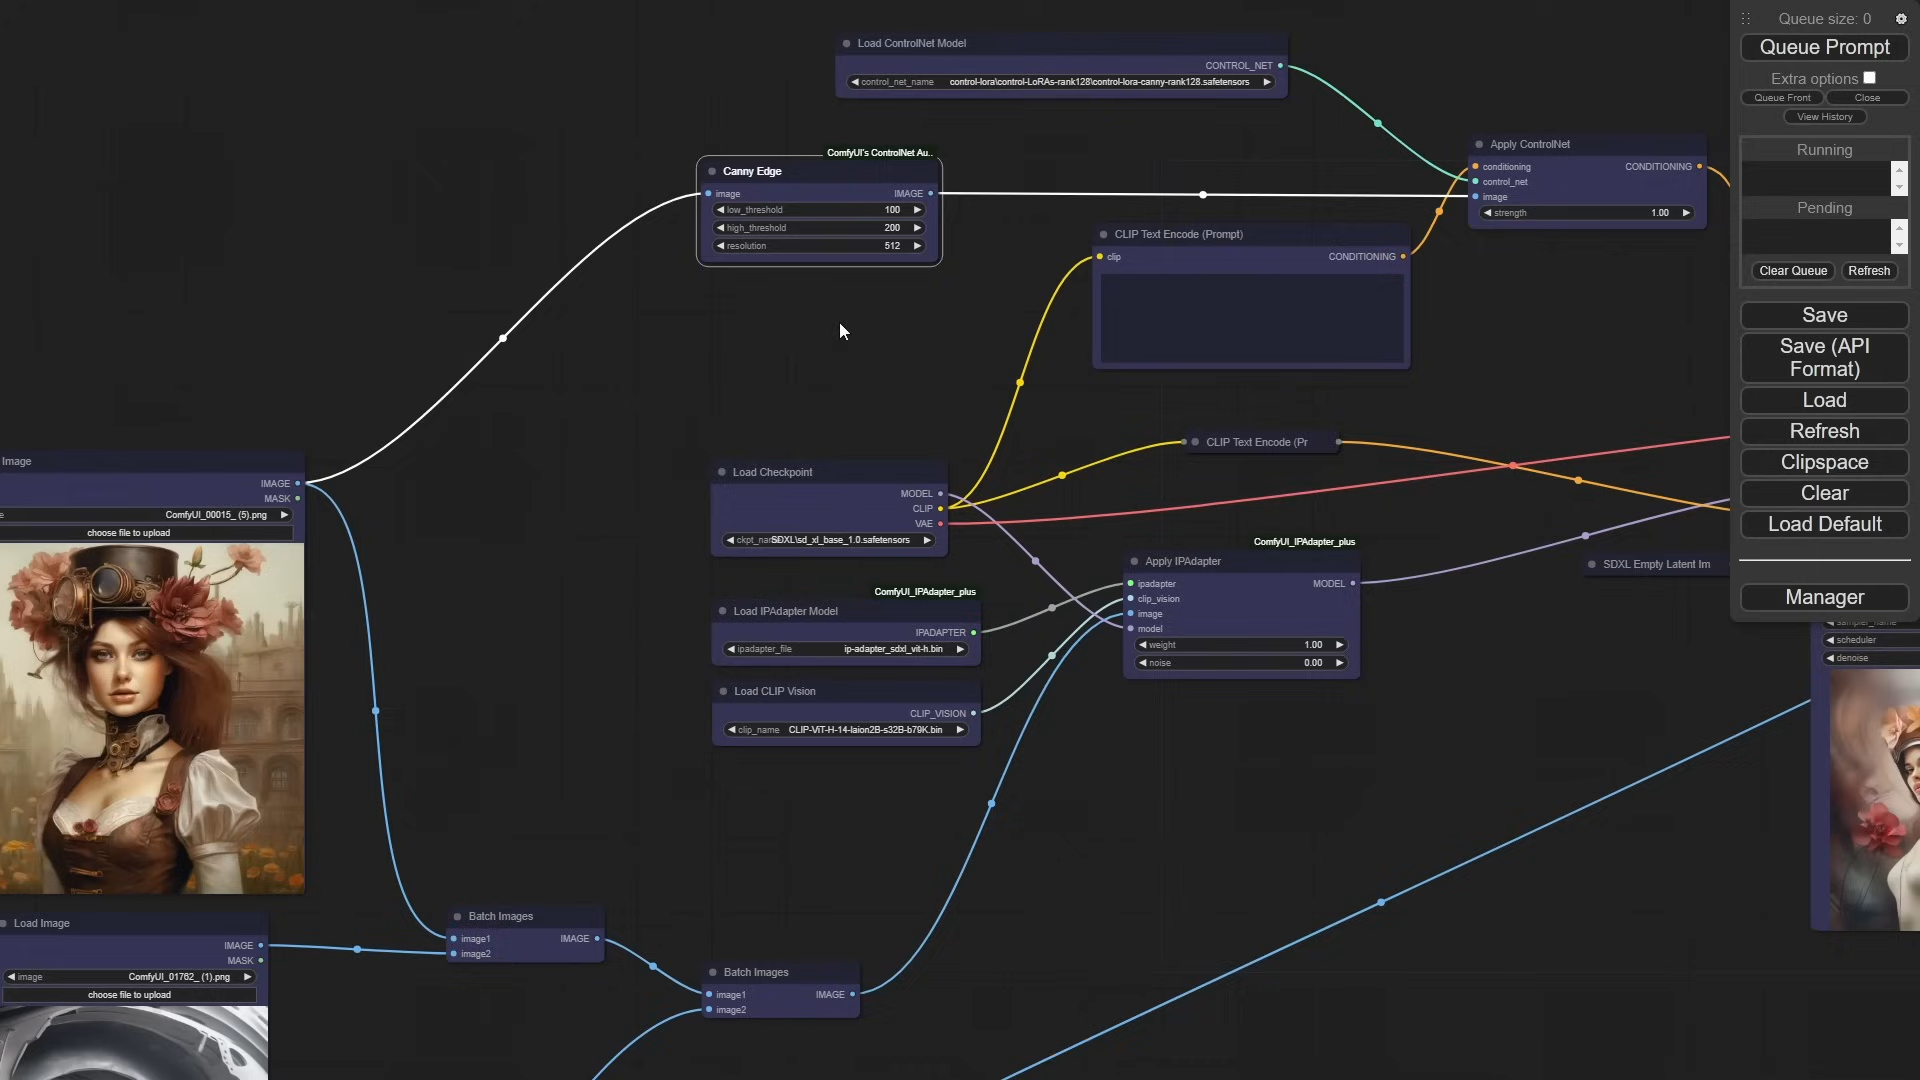 Load ControlNet Model
CONTROL_NET
control_net_name control-lora\control-LoRAs-rank128\control-lora-canny-rank128.safetensors
ComfyUI's ControlNet Au..
Canny Edge
image IMAGE
low_threshold 100
high_threshold 200
resolution 512
Apply ControlNet
conditioning CONDITIONING
control_net
image
strength 1.00
CLIP Text Encode (Prompt)
clip CONDITIONING
CLIP Text Encode (Pr
Image
IMAGE
MASK
e ComfyUI_00015_ (5).png
choose file to upload
Load Checkpoint
MODEL
CLIP
VAE
ckpt_na SDXL\sd_xl_base_1.0.safetensors
ComfyUI_IPAdapter_plus
Load IPAdapter Model
IPADAPTER
ipadapter_file ip-adapter_sdxl_vit-h.bin
Load CLIP Vision
CLIP_VISION
clip_name CLIP-ViT-H-14-laion2B-s32B-b79K.bin
ComfyUI_IPAdapter_plus
Apply IPAdapter
ipadapter MODEL
clip_vision
image
model
weight 1.00
noise 0.00
SDXL Empty Latent Im
sampler_name
scheduler
denoise
Load Image
IMAGE
MASK
image ComfyUI_01762_ (1).png
choose file to upload
Batch Images
image1 IMAGE
image2
Batch Images
image1 IMAGE
image2
Queue size: 0
Queue Prompt
Extra options
Queue Front Close
View History
Running
Pending
Clear Queue Refresh
Save
Save (API
Format)
Load
Refresh
Clipspace
Clear
Load Default
Manager